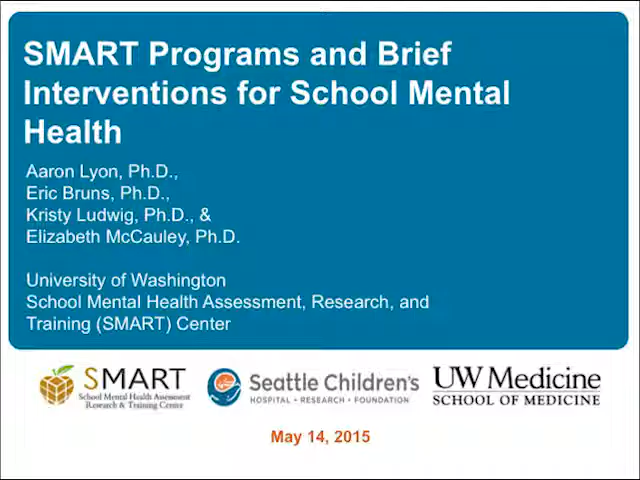 SMART Programs and Brief
Interventions for School Mental
Health
Aaron Lyon, Ph.D.,
Eric Bruns, Ph.D.,
Kristy Ludwig, Ph.D., &
Elizabeth McCauley, Ph.D.
University of Washington
School Mental Health Assessment, Research, and
Training (SMART) Center
SMART
School Mental Health Assessment
Research & Training Center
Seattle Children's
HOSPITAL • RESEARCH • FOUNDATION
UW Medicine
SCHOOL OF MEDICINE
May 14, 2015